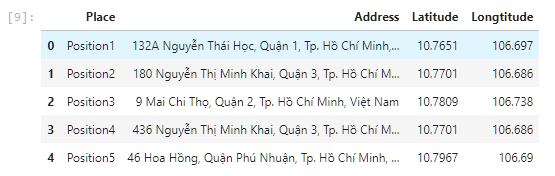 [9]:
Place Address Latitude Longtitude
0 Position1 132A Nguyễn Thái Học, Quận 1, Tp. Hồ Chí Minh,... 10.7651 106.697
1 Position2 180 Nguyễn Thị Minh Khai, Quận 3, Tp. Hồ Chí M... 10.7701 106.686
2 Position3 9 Mai Chi Thọ, Quận 2, Tp. Hồ Chí Minh, Việt Nam 10.7809 106.738
3 Position4 436 Nguyễn Thị Minh Khai, Quận 3, Tp. Hồ Chí M... 10.7701 106.686
4 Position5 46 Hoa Hồng, Quận Phú Nhuận, Tp. Hồ Chí Minh, ... 10.7967 106.69